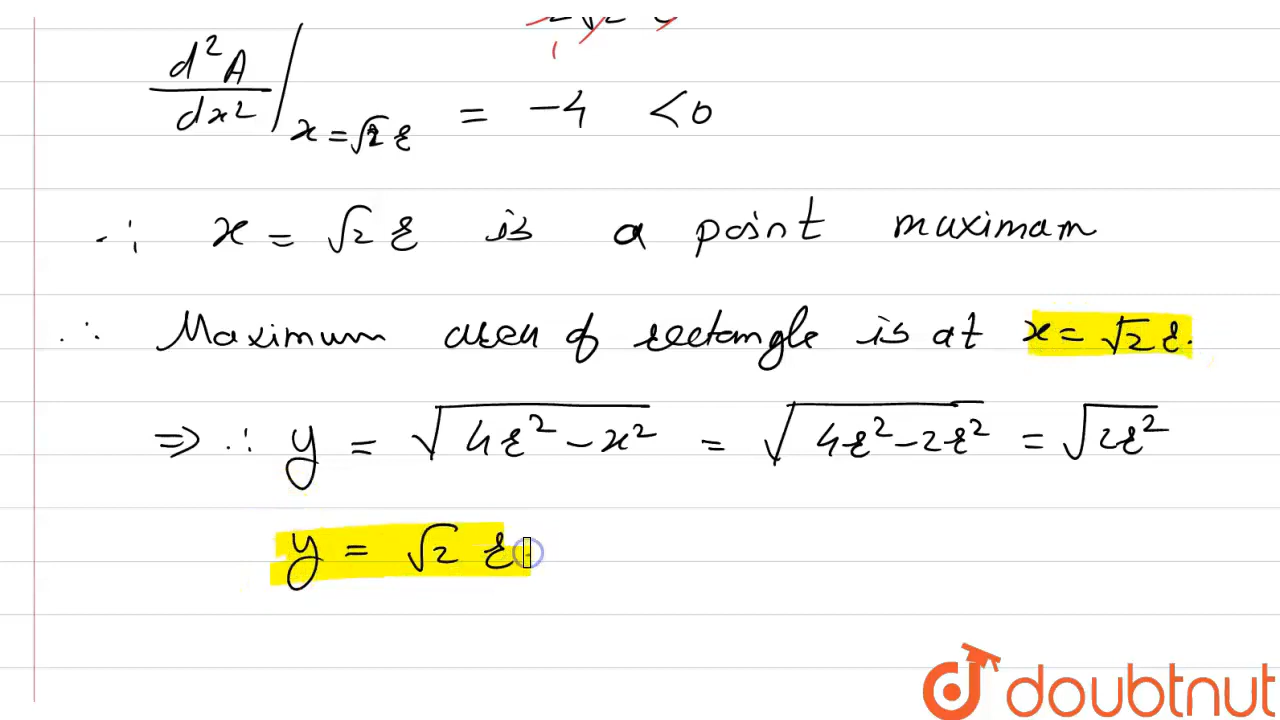 d²A/dx² |x=√2 r = -4 < 0
∴ x = √2 r is a point maximam
∴ Maximum area of rectangle is at x = √2 r.
⇒ ∴ y = √4r² - x² = √4r² - 2r² = √2r²
y = √2 r
doubtnut